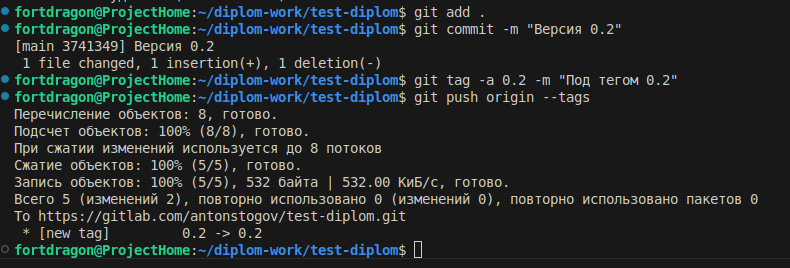 fortdragon@ProjectHome:~/diplom-work/test-diplom$ git add .
fortdragon@ProjectHome:~/diplom-work/test-diplom$ git commit -m "Версия 0.2"
[main 3741349] Версия 0.2
 1 file changed, 1 insertion(+), 1 deletion(-)
fortdragon@ProjectHome:~/diplom-work/test-diplom$ git tag -a 0.2 -m "Под тегом 0.2"
fortdragon@ProjectHome:~/diplom-work/test-diplom$ git push origin --tags
Перечисление объектов: 8, готово.
Подсчет объектов: 100% (8/8), готово.
При сжатии изменений используется до 8 потоков
Сжатие объектов: 100% (5/5), готово.
Запись объектов: 100% (5/5), 532 байта | 532.00 КиБ/с, готово.
Всего 5 (изменений 2), повторно использовано 0 (изменений 0), повторно использовано пакетов 0
To https://gitlab.com/antonstogov/test-diplom.git
 * [new tag]         0.2 -> 0.2
fortdragon@ProjectHome:~/diplom-work/test-diplom$